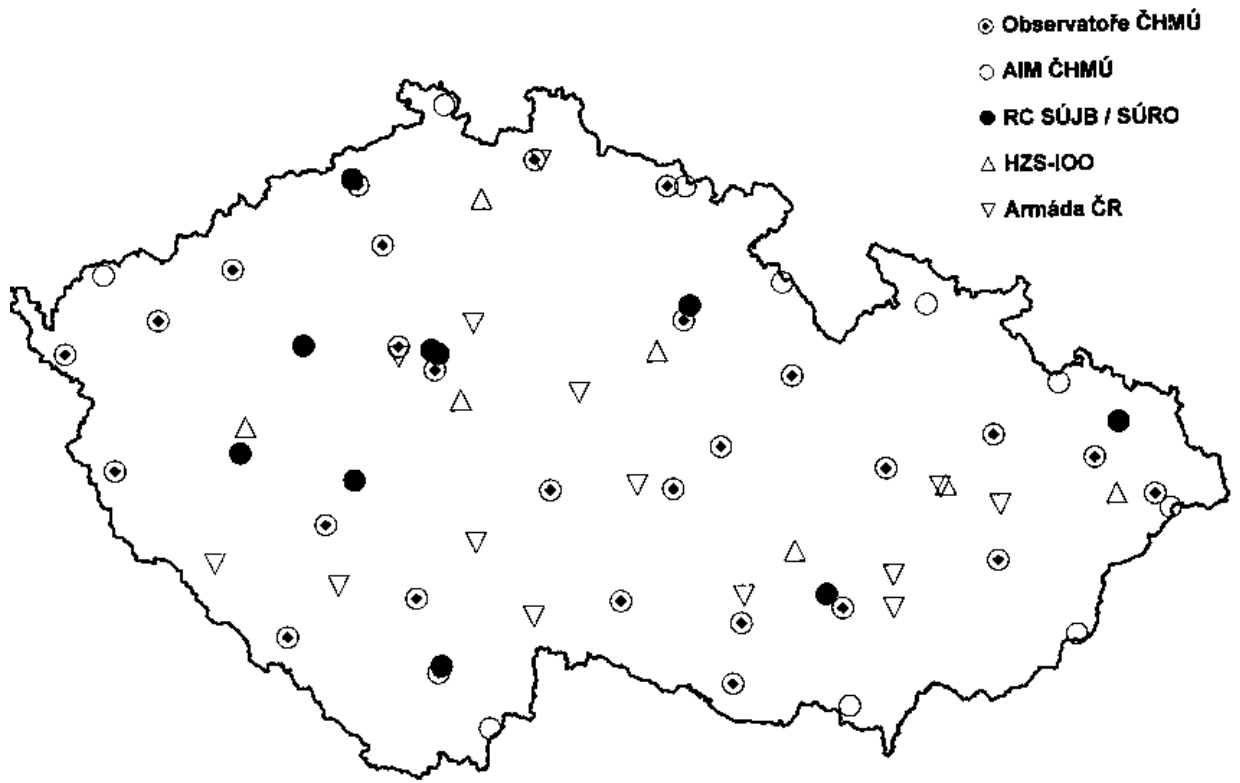 Observatoře ČHMÚ
AIM ČHMÚ
RC SÚJB / SÚRO
HZS-IOO
Armáda ČR